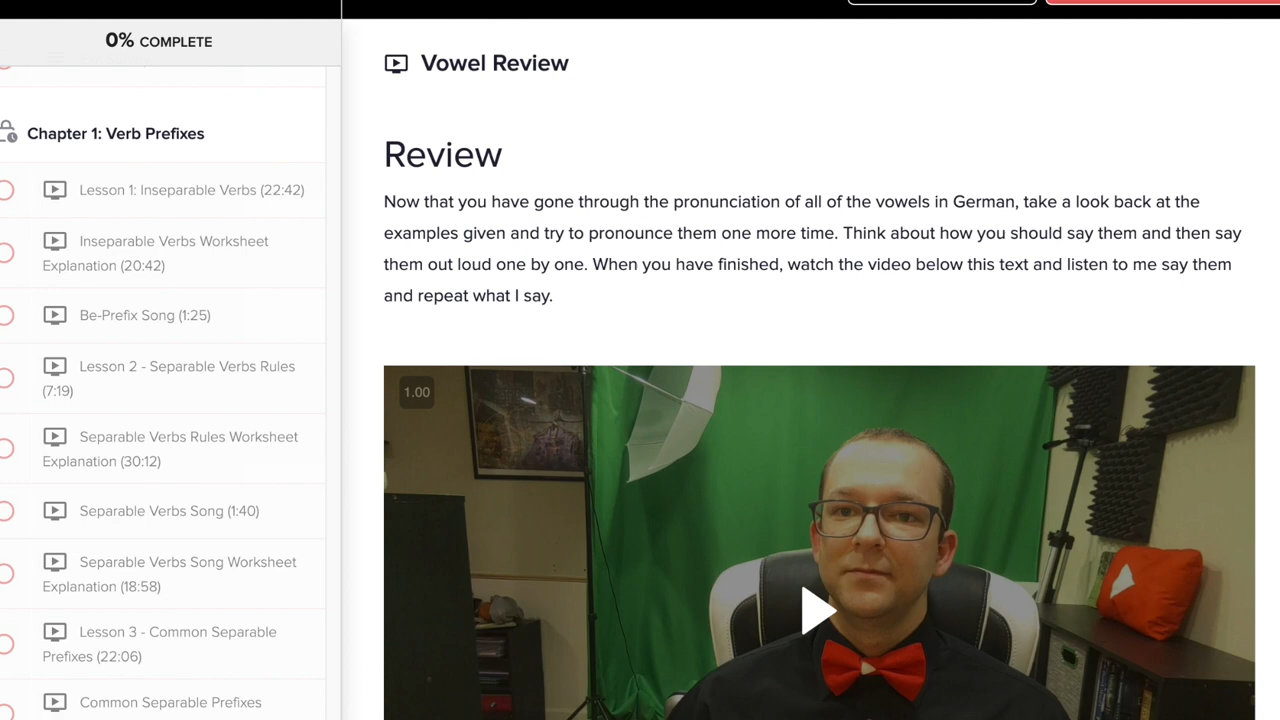 0% COMPLETE
Chapter 1: Verb Prefixes
Lesson 1: Inseparable Verbs (22:42)
Inseparable Verbs Worksheet
Explanation (20:42)
Be-Prefix Song (1:25)
Lesson 2 - Separable Verbs Rules
(7:19)
Separable Verbs Rules Worksheet
Explanation (30:12)
Separable Verbs Song (1:40)
Separable Verbs Song Worksheet
Explanation (18:58)
Lesson 3 - Common Separable
Prefixes (22:06)
Common Separable Prefixes
Vowel Review
Review
Now that you have gone through the pronunciation of all of the vowels in German, take a look back at the
examples given and try to pronounce them one more time. Think about how you should say them and then say
them out loud one by one. When you have finished, watch the video below this text and listen to me say them
and repeat what I say.
1.00